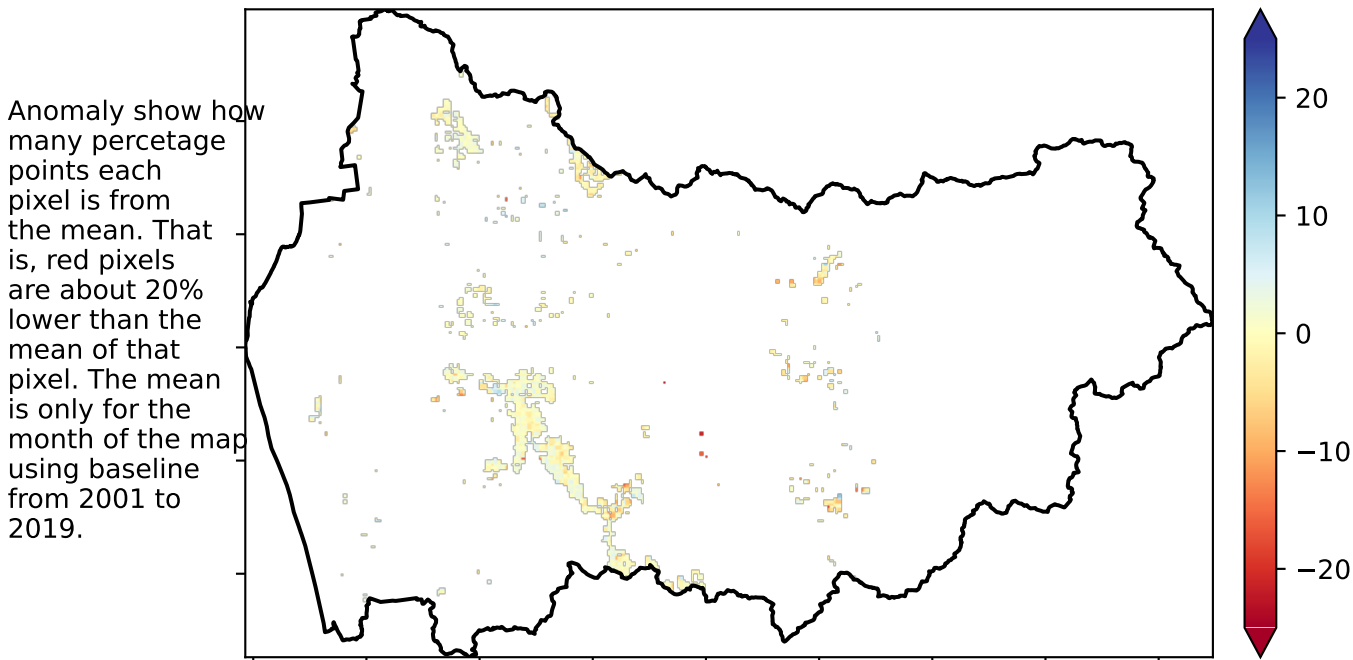 Anomaly show how
many percetage
points each
pixel is from
the mean. That
is, red pixels
are about 20%
lower than the
mean of that
pixel. The mean
is only for the
month of the map
using baseline
from 2001 to
2019.
20
10
0
−10
−20